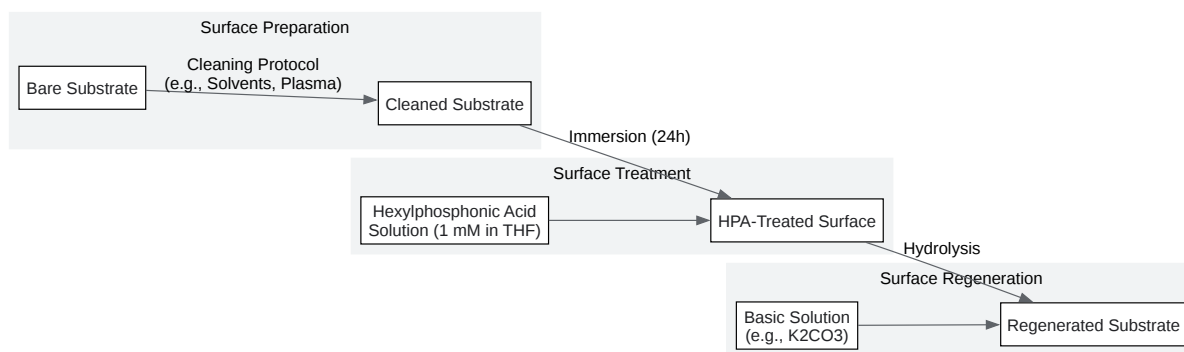 Surface Preparation
Bare Substrate
Cleaning Protocol
(e.g., Solvents, Plasma)
Cleaned Substrate
Immersion (24h)
Surface Treatment
Hexylphosphonic Acid
Solution (1 mM in THF)
HPA-Treated Surface
Hydrolysis
Surface Regeneration
Basic Solution
(e.g., K2CO3)
Regenerated Substrate